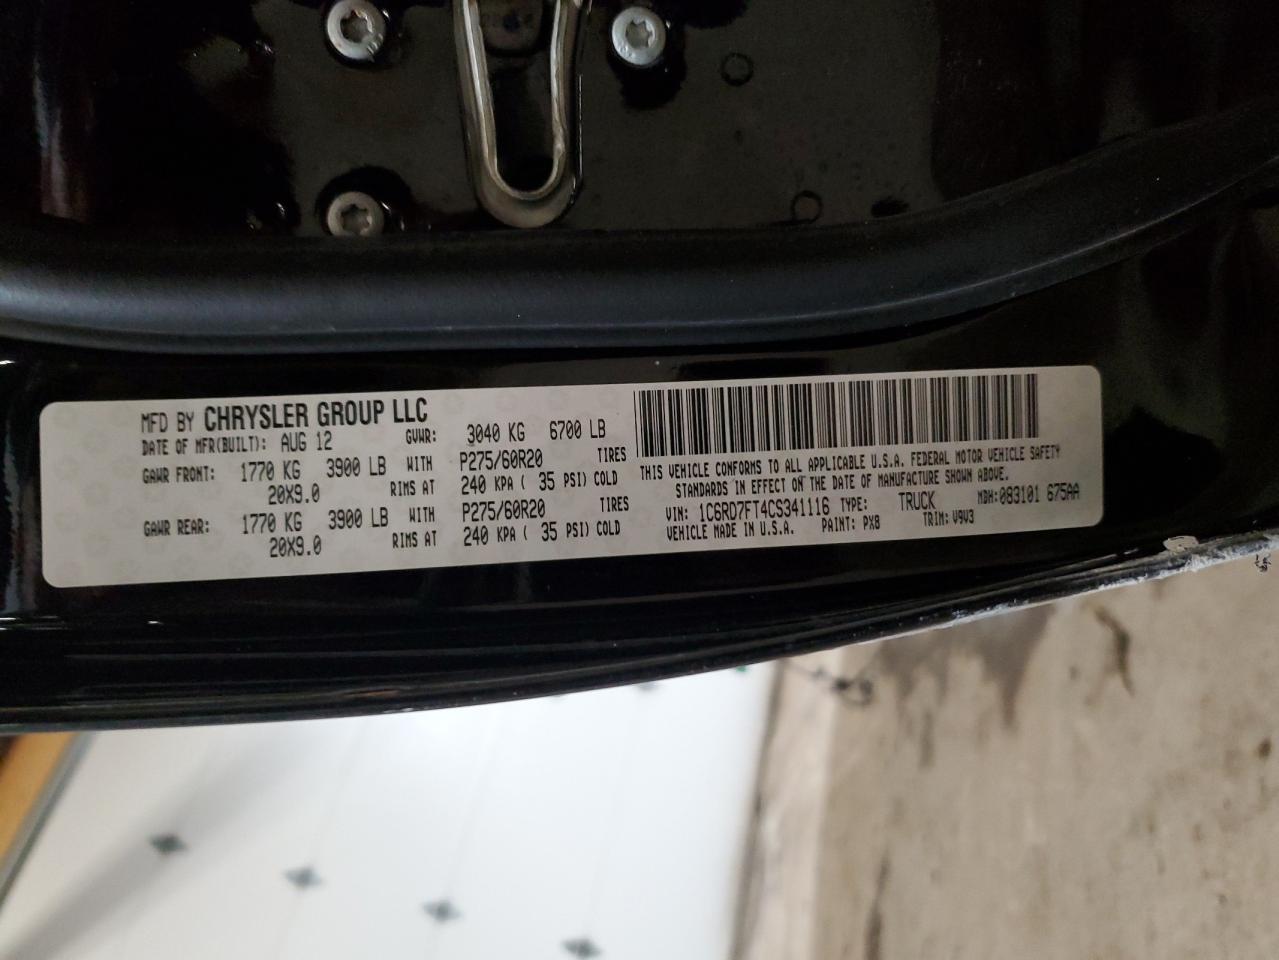 MFD BY CHRYSLER GROUP LLC
DATE OF MFR(BUILT): AUG 12 GVWR: 3040 KG 6700 LB
GAWR FRONT: 1770 KG 3900 LB WITH P275/60R20 TIRES
20X9.0 RIMS AT 240 KPA ( 35 PSI) COLD
GAWR REAR: 1770 KG 3900 LB WITH P275/60R20 TIRES
20X9.0 RIMS AT 240 KPA ( 35 PSI) COLD
THIS VEHICLE CONFORMS TO ALL APPLICABLE U.S.A. FEDERAL MOTOR VEHICLE SAFETY
STANDARDS IN EFFECT ON THE DATE OF MANUFACTURE SHOWN ABOVE.
VIN: 1C6RD7FT4CS341116 TYPE: TRUCK MDH: 083101 675AA
VEHICLE MADE IN U.S.A. PAINT: PX8 TRIM: V9V3